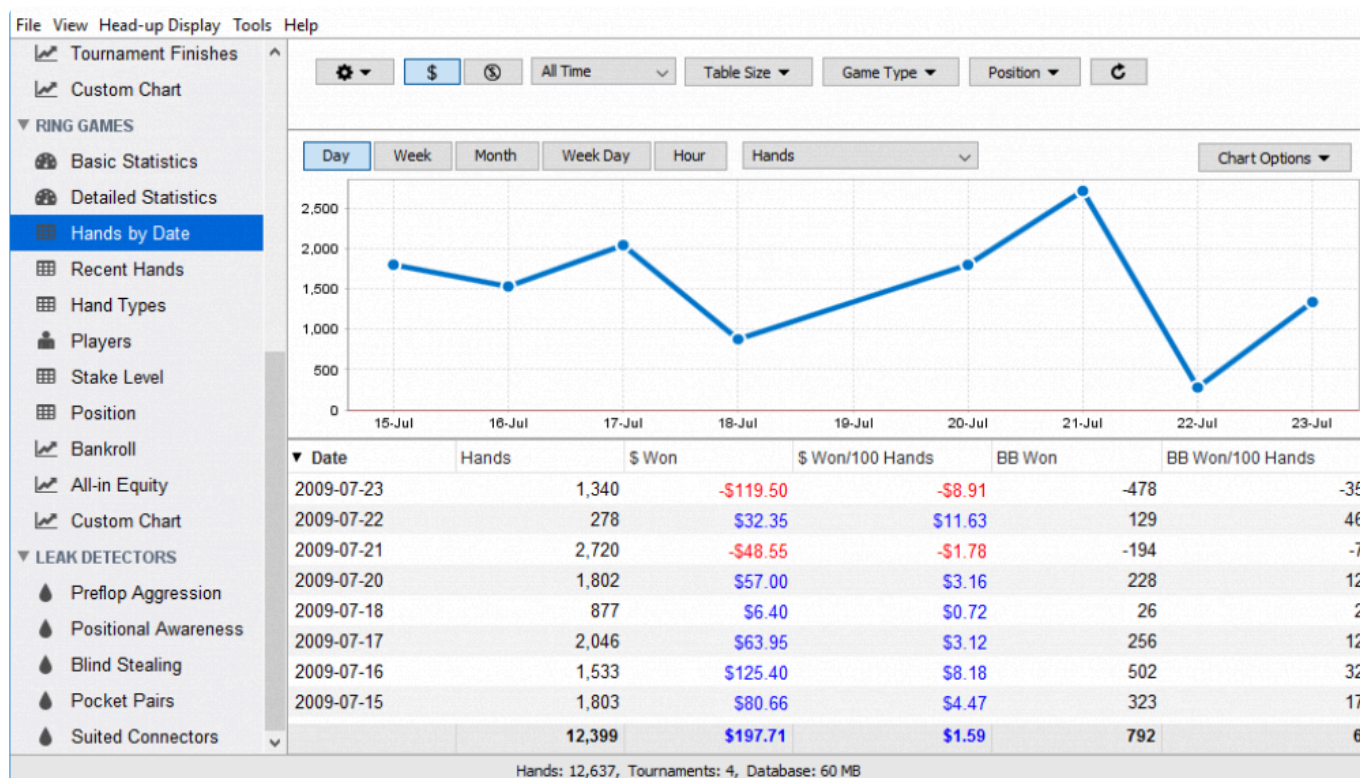 File View Head-up Display Tools Help
Tournament Finishes
Custom Chart
RING GAMES
Basic Statistics
Detailed Statistics
Hands by Date
Recent Hands
Hand Types
Players
Stake Level
Position
Bankroll
All-in Equity
Custom Chart
LEAK DETECTORS
Preflop Aggression
Positional Awareness
Blind Stealing
Pocket Pairs
Suited Connectors
$ All Time Table Size Game Type Position
Day Week Month Week Day Hour Hands Chart Options
2,500
2,000
1,500
1,000
500
0
15-Jul 16-Jul 17-Jul 18-Jul 19-Jul 20-Jul 21-Jul 22-Jul 23-Jul
Date Hands $ Won $ Won/100 Hands BB Won BB Won/100 Hands
2009-07-23 1,340 -$119.50 -$8.91 -478 -35
2009-07-22 278 $32.35 $11.63 129 46
2009-07-21 2,720 -$48.55 -$1.78 -194 -7
2009-07-20 1,802 $57.00 $3.16 228 12
2009-07-18 877 $6.40 $0.72 26 2
2009-07-17 2,046 $63.95 $3.12 256 12
2009-07-16 1,533 $125.40 $8.18 502 32
2009-07-15 1,803 $80.66 $4.47 323 17
12,399 $197.71 $1.59 792 6
Hands: 12,637, Tournaments: 4, Database: 60 MB